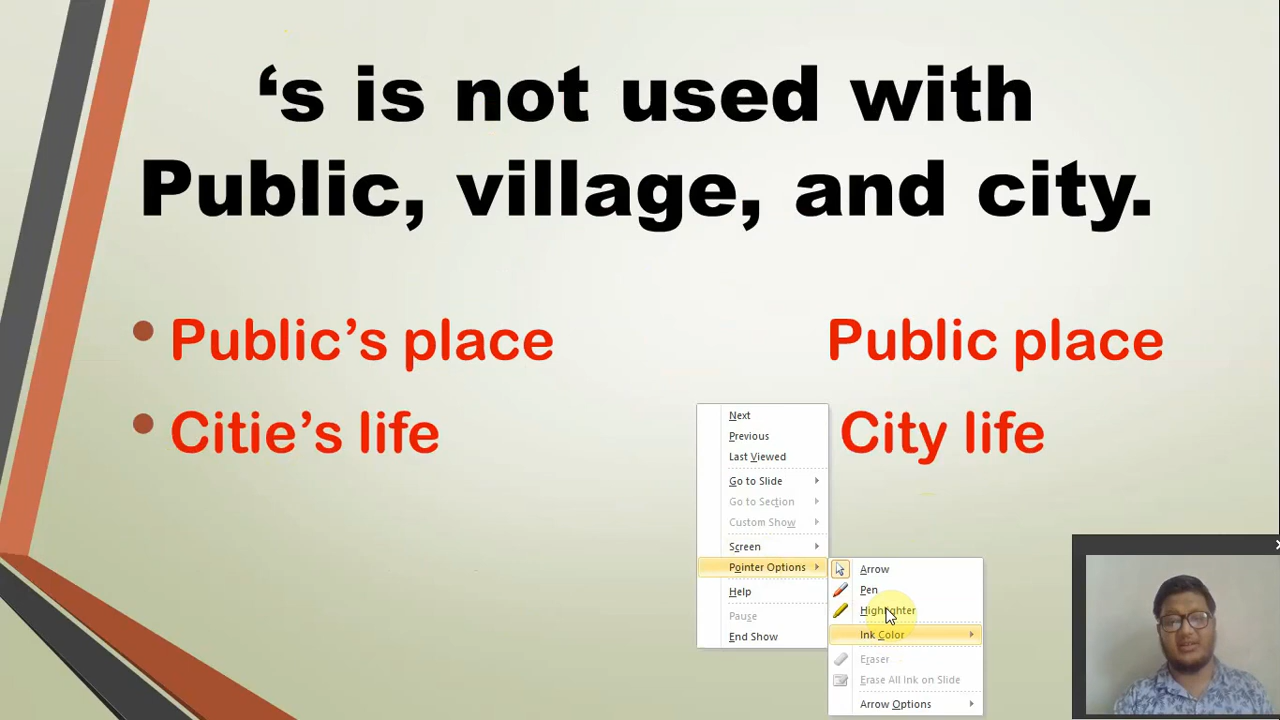 ‘s is not used with
Public, village, and city.
Public’s place
Public place
Citie’s life
City life
Next
Previous
Last Viewed
Go to Slide
Go to Section
Custom Show
Screen
Pointer Options
Help
Pause
End Show
Arrow
Pen
Highlighter
Ink Color
Eraser
Erase All Ink on Slide
Arrow Options